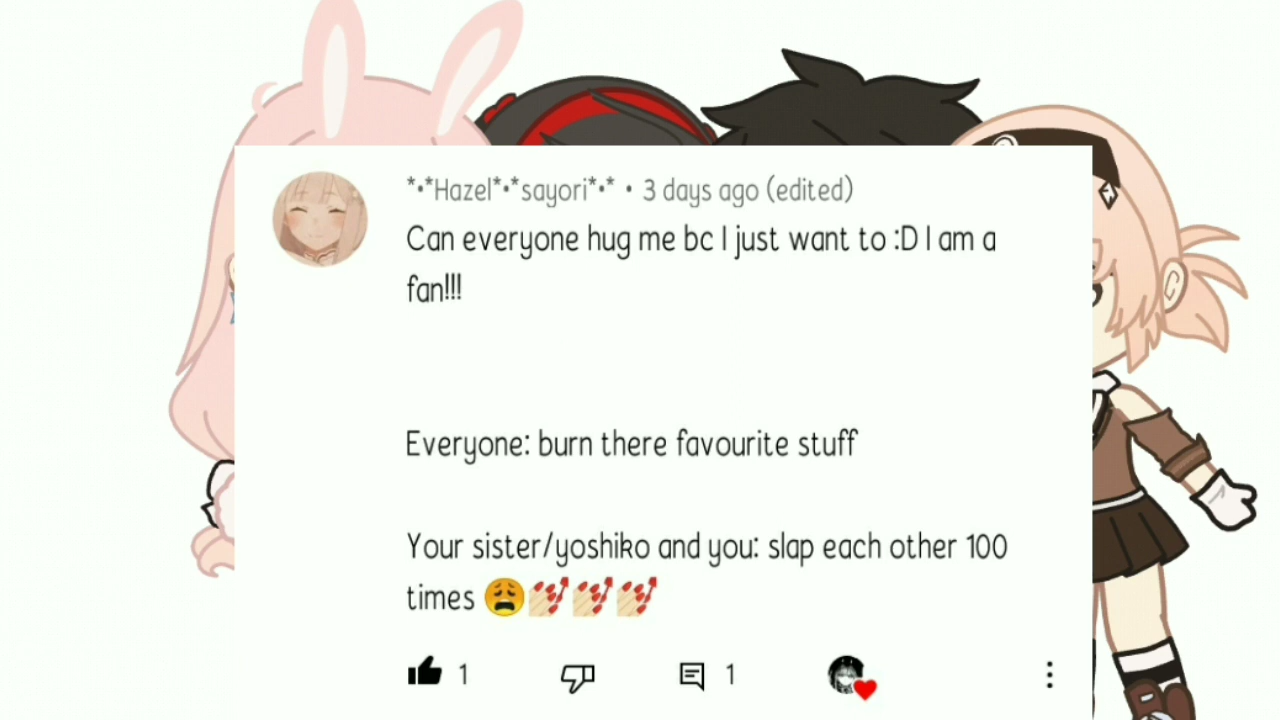 *•*Hazel*•*sayori*•* • 3 days ago (edited)
Can everyone hug me bc I just want to :D I am a
fan!!!
Everyone: burn there favourite stuff
Your sister/yoshiko and you: slap each other 100
times 😩💅🏻💅🏻💅🏻
1
1